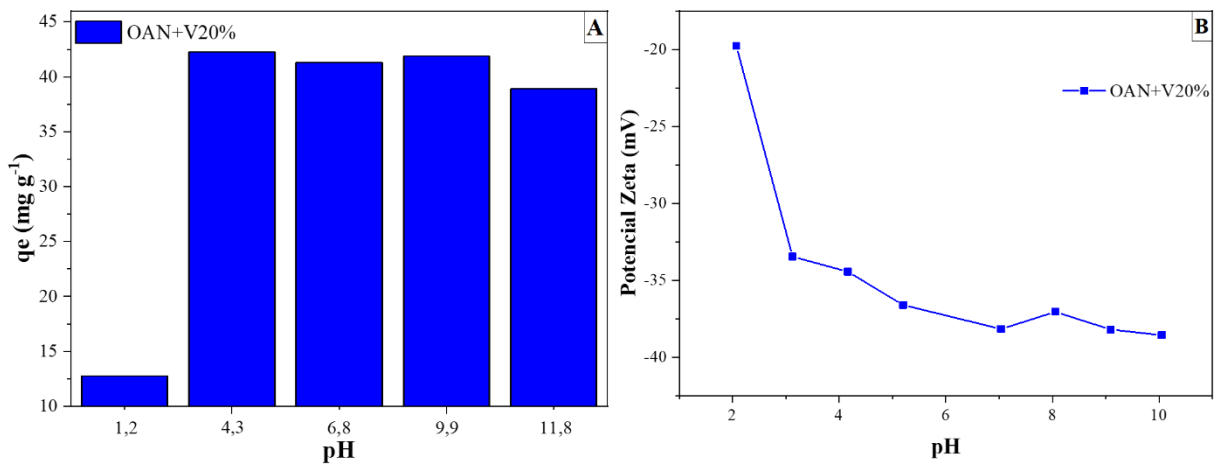 A
OAN+V20%
qe (mg g⁻¹)
45
40
35
30
25
20
15
10
1,2 4,3 6,8 9,9 11,8
pH
B
OAN+V20%
Potencial Zeta (mV)
-20
-25
-30
-35
-40
2 4 6 8 10
pH